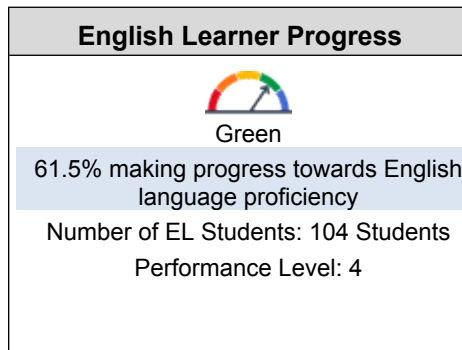 English Learner Progress
Green
61.5% making progress towards English
language proficiency
Number of EL Students: 104 Students
Performance Level: 4